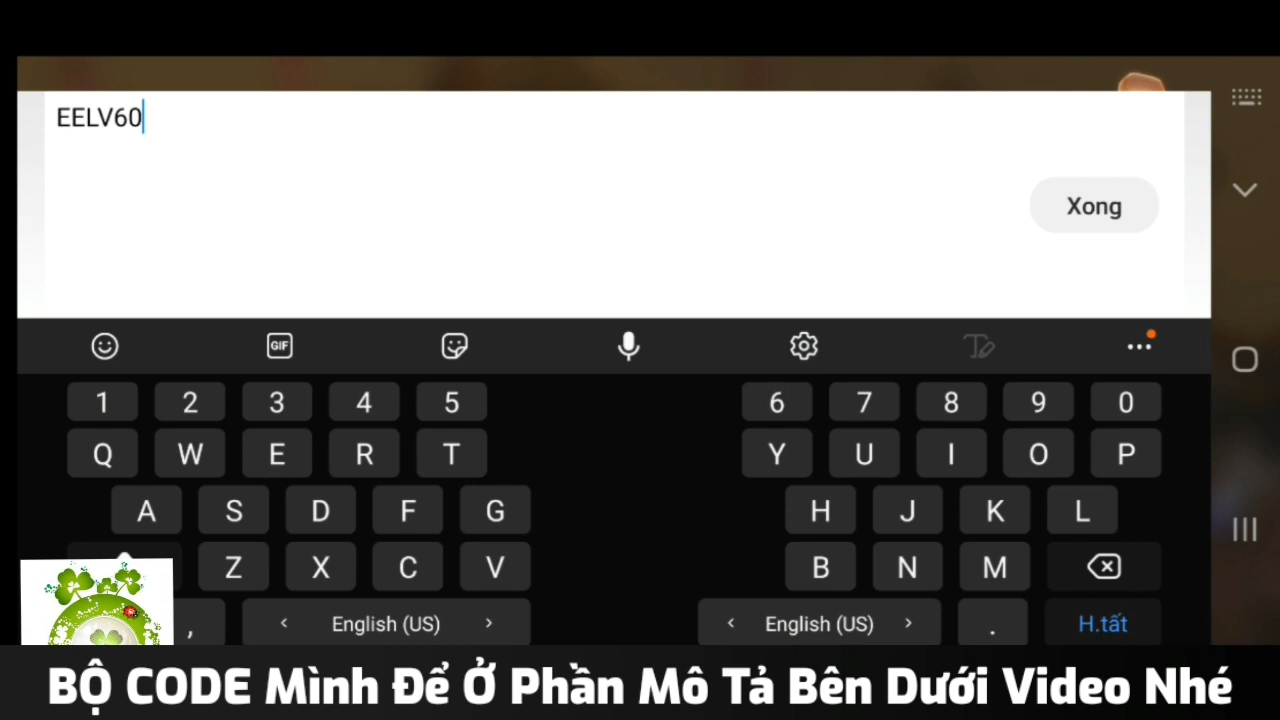 EELV60
Xong
GIF
1 2 3 4 5 6 7 8 9 0
Q W E R T Y U I O P
A S D F G H J K L
Z X C V B N M
, < English (US) > < English (US) > . H.tất
BỘ CODE Mình Để Ở Phần Mô Tả Bên Dưới Video Nhé